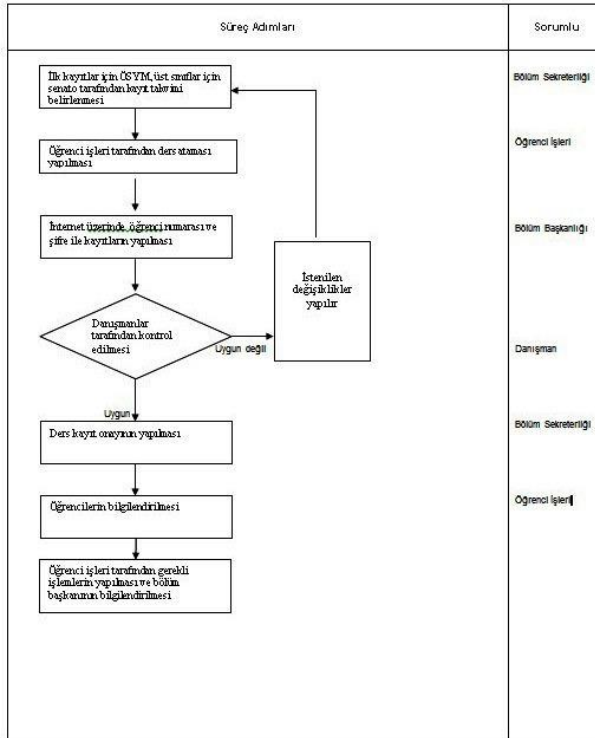 Süreç Adımları
Sorumlu
İlk kayıtlar için ÖSYM, üst sınıflar için
senato tarafından kayıt takvimi
belirlenmesi
Bölüm Sekreterliği
Öğrenci işleri tarafından ders ataması
yapılması
Öğrenci İşleri
İnternet üzerinde öğrenci numarası ve
şifre ile kayıtların yapılması
Bölüm Başkanlığı
İstenilen
değişiklikler
yapılır
Danışmanlar
tarafından kontrol
edilmesi
Uygun değil
Danışman
Uygun
Ders kayıt onayının yapılması
Bölüm Sekreterliği
Öğrencilerin bilgilendirilmesi
Öğrenci İşleri
Öğrenci işleri tarafından gerekli
işlemlerin yapılması ve bölüm
başkanının bilgilendirilmesi